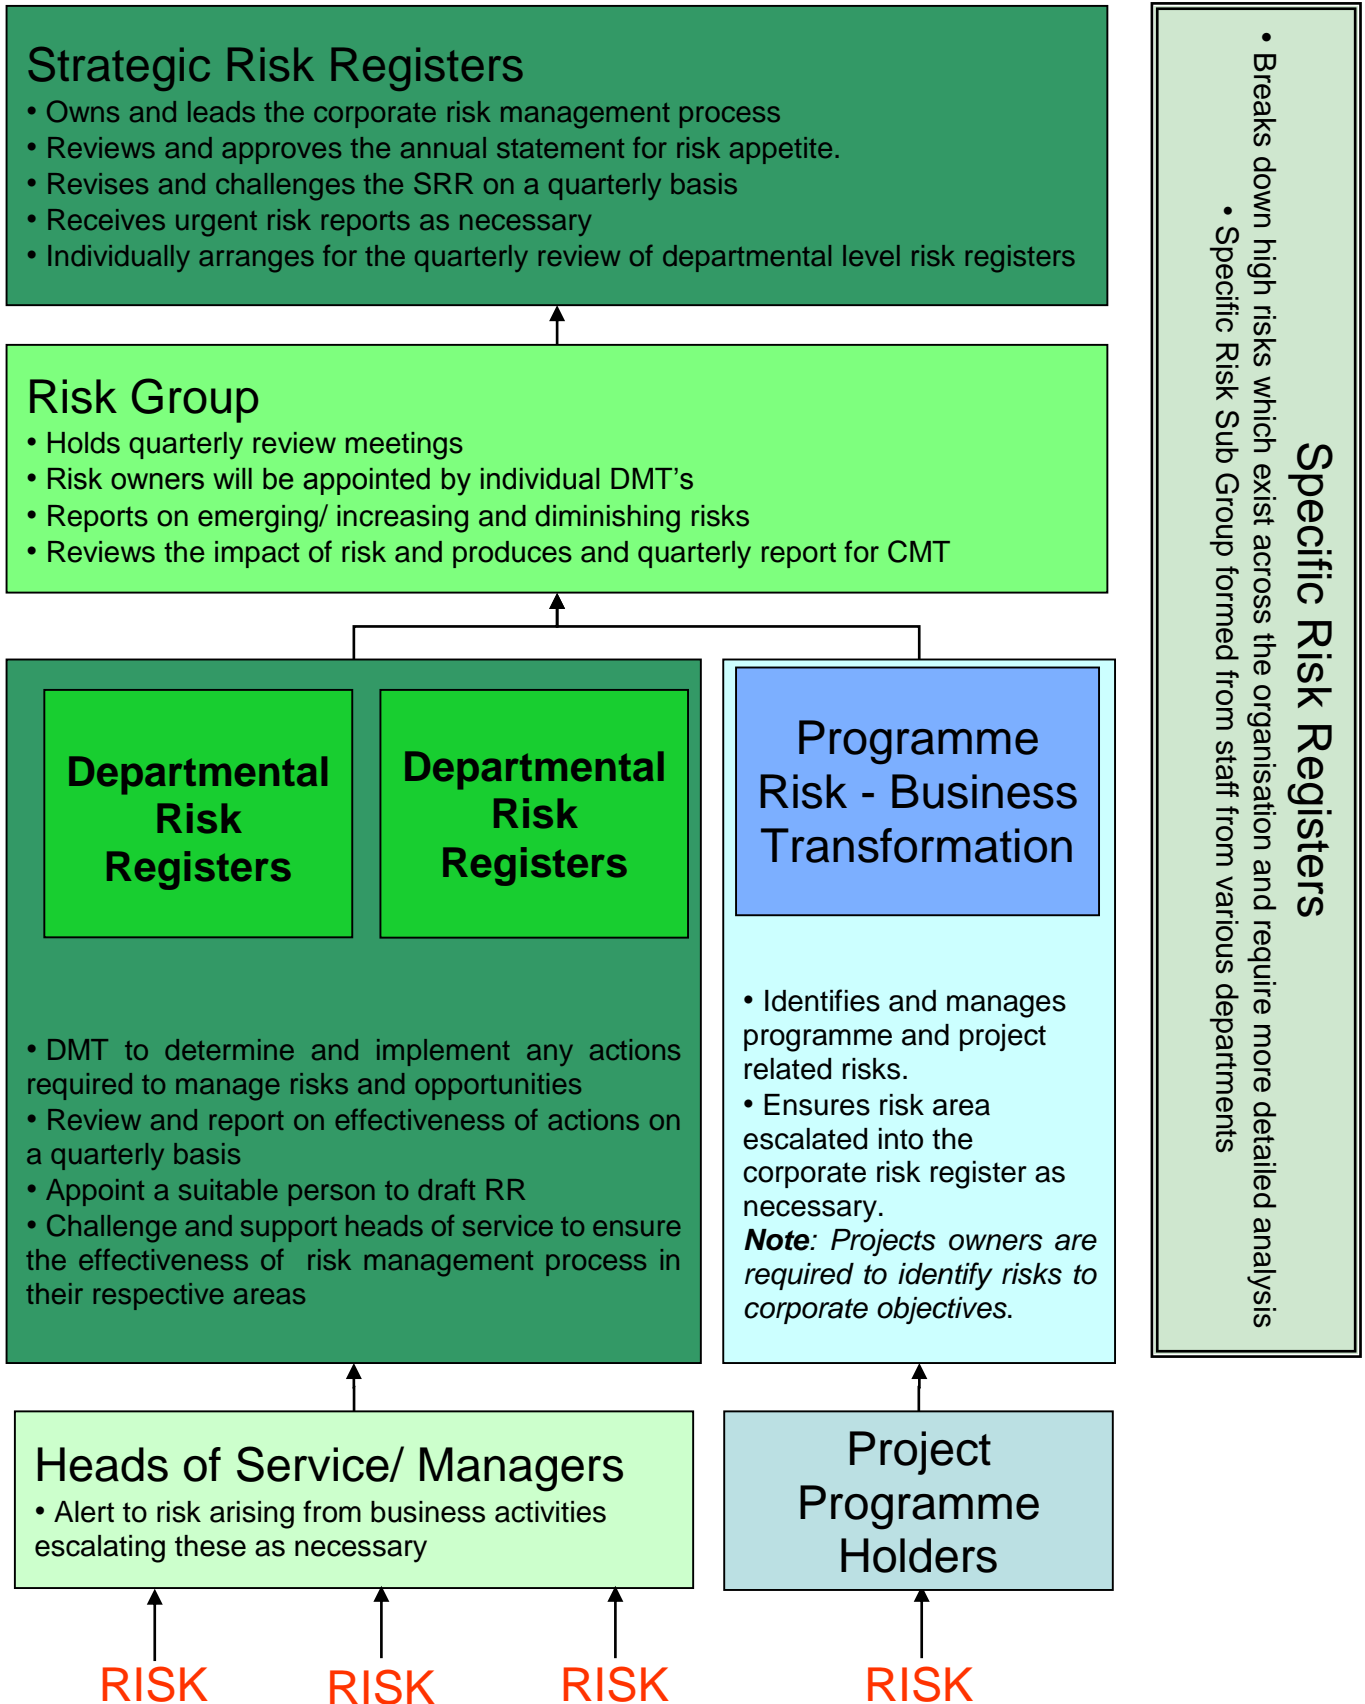 Strategic Risk Registers
• Owns and leads the corporate risk management process
• Reviews and approves the annual statement for risk appetite.
• Revises and challenges the SRR on a quarterly basis
• Receives urgent risk reports as necessary
• Individually arranges for the quarterly review of departmental level risk registers
Risk Group
• Holds quarterly review meetings
• Risk owners will be appointed by individual DMT's
• Reports on emerging/ increasing and diminishing risks
• Reviews the impact of risk and produces and quarterly report for CMT
Departmental
Risk
Registers
Departmental
Risk
Registers
• DMT to determine and implement any actions
required to manage risks and opportunities
• Review and report on effectiveness of actions on
a quarterly basis
• Appoint a suitable person to draft RR
• Challenge and support heads of service to ensure
the effectiveness of risk management process in
their respective areas
Programme
Risk - Business
Transformation
• Identifies and manages
programme and project
related risks.
• Ensures risk area
escalated into the
corporate risk register as
necessary.
Note: Projects owners are
required to identify risks to
corporate objectives.
Heads of Service/ Managers
• Alert to risk arising from business activities
escalating these as necessary
Project
Programme
Holders
RISK
RISK
RISK
RISK
Specific Risk Registers
• Breaks down high risks which exist across the organisation and require more detailed analysis
• Specific Risk Sub Group formed from staff from various departments